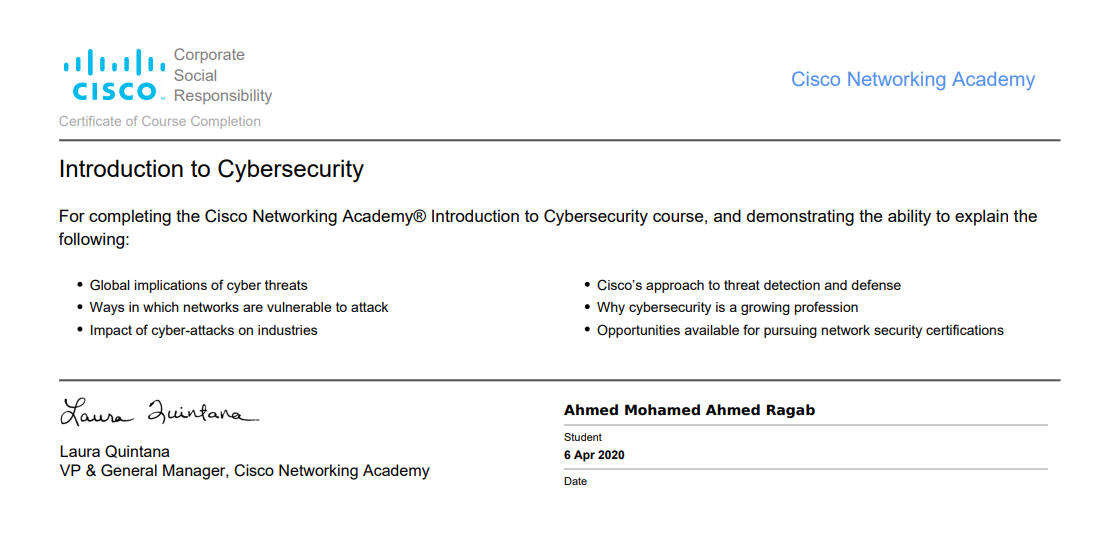 Corporate
Social
CISCO™ Responsibility
Cisco Networking Academy
Certificate of Course Completion
Introduction to Cybersecurity
For completing the Cisco Networking Academy® Introduction to Cybersecurity course, and demonstrating the ability to explain the
following:
• Global implications of cyber threats
• Ways in which networks are vulnerable to attack
• Impact of cyber-attacks on industries
• Cisco’s approach to threat detection and defense
• Why cybersecurity is a growing profession
• Opportunities available for pursuing network security certifications
Laura Quintana
Laura Quintana
VP & General Manager, Cisco Networking Academy
Ahmed Mohamed Ahmed Ragab
Student
6 Apr 2020
Date